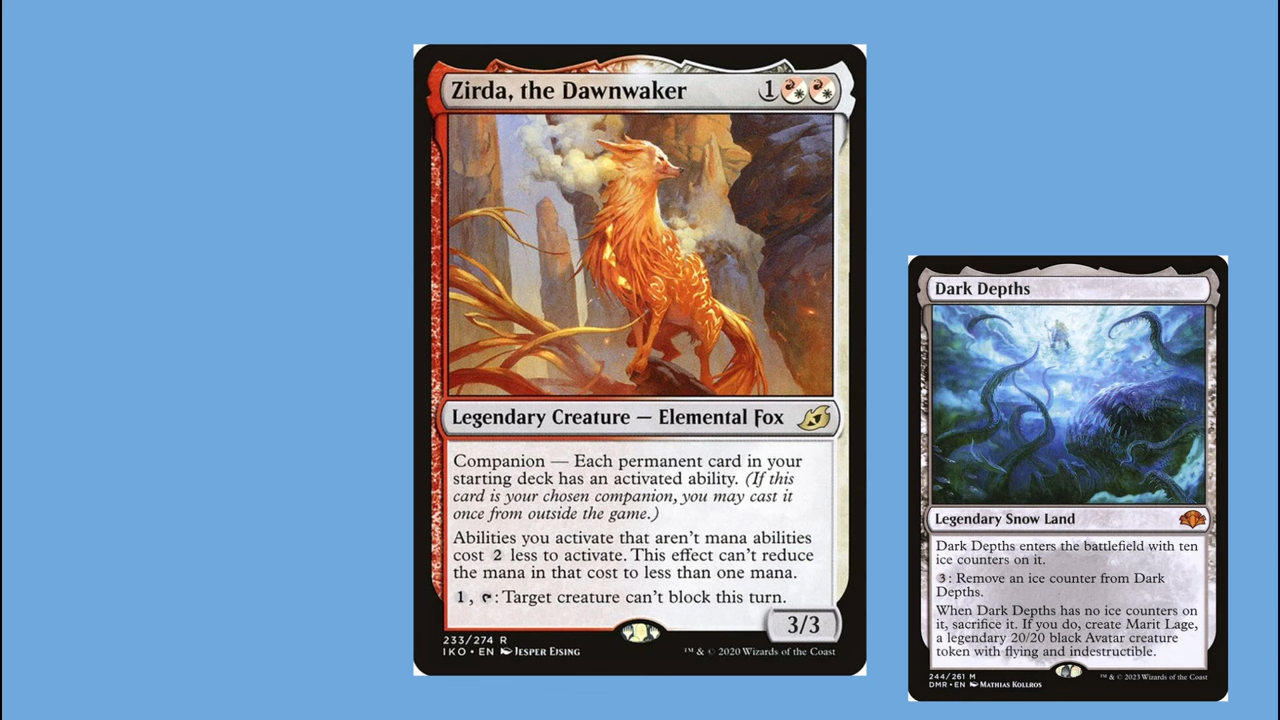 Zirda, the Dawnwaker 1
Legendary Creature — Elemental Fox
Companion — Each permanent card in your
starting deck has an activated ability. (If this
card is your chosen companion, you may cast it
once from outside the game.)
Abilities you activate that aren't mana abilities
cost 2 less to activate. This effect can't reduce
the mana in that cost to less than one mana.
1, : Target creature can't block this turn.
3/3
233/274 R
IKO • EN Jesper Eising ™ & © 2020 Wizards of the Coast
Dark Depths
Legendary Snow Land
Dark Depths enters the battlefield with ten
ice counters on it.
3: Remove an ice counter from Dark
Depths.
When Dark Depths has no ice counters on
it, sacrifice it. If you do, create Marit Lage,
a legendary 20/20 black Avatar creature
token with flying and indestructible.
244/261 M
DMR • EN Mathias Kollros ™ & © 2023 Wizards of the Coast